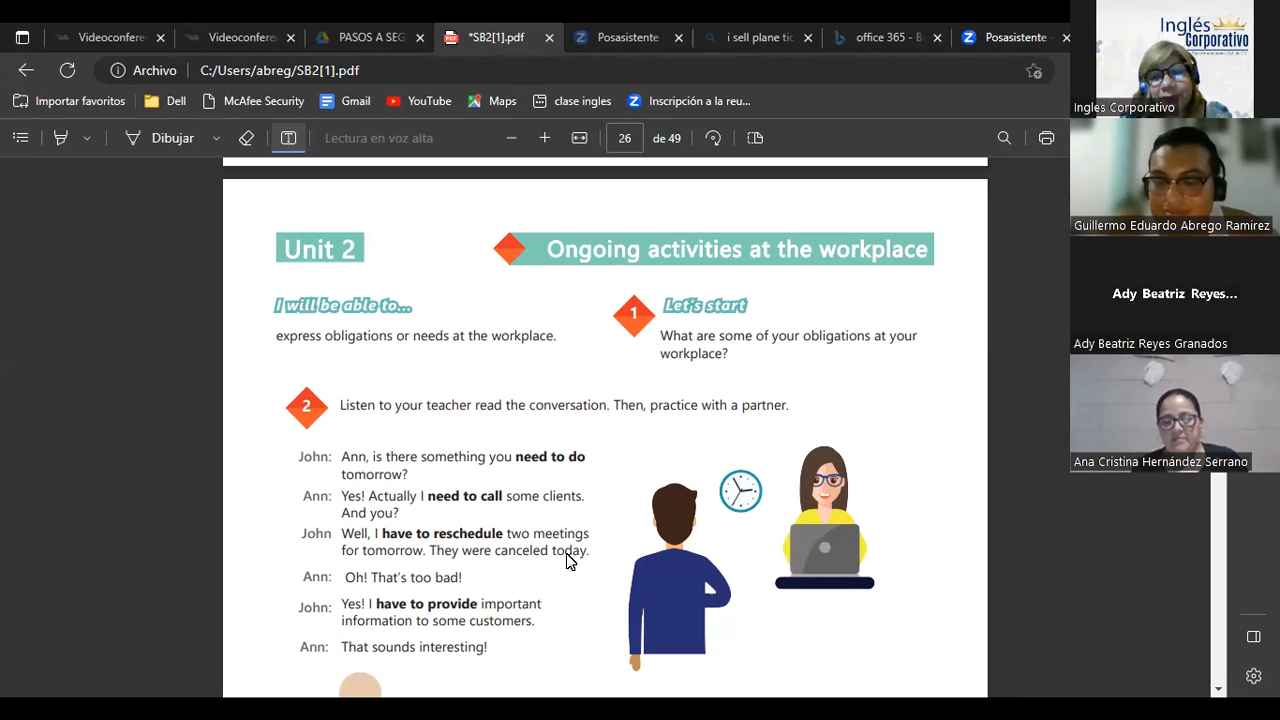 Videoconfere
Videoconfere
PASOS A SEG
*SB2[1].pdf
Posasistente
i sell plane tic
office 365 - B
Posasistente -
Archivo
C:/Users/abreg/SB2[1].pdf
Importar favoritos
Dell
McAfee Security
Gmail
YouTube
Maps
clase ingles
Inscripción a la reu...
Dibujar
Lectura en voz alta
26
de 49
Unit 2
Ongoing activities at the workplace
I will be able to...
express obligations or needs at the workplace.
1
Let's start
What are some of your obligations at your
workplace?
2
Listen to your teacher read the conversation. Then, practice with a partner.
John: Ann, is there something you need to do
tomorrow?
Ann: Yes! Actually I need to call some clients.
And you?
John Well, I have to reschedule two meetings
for tomorrow. They were canceled today.
Ann: Oh! That's too bad!
John: Yes! I have to provide important
information to some customers.
Ann: That sounds interesting!
Inglés
Corporativo
Ingles Corporativo
Guillermo Eduardo Abrego Ramirez
Ady Beatriz Reyes...
Ady Beatriz Reyes Granados
Ana Cristina Hernández Serrano